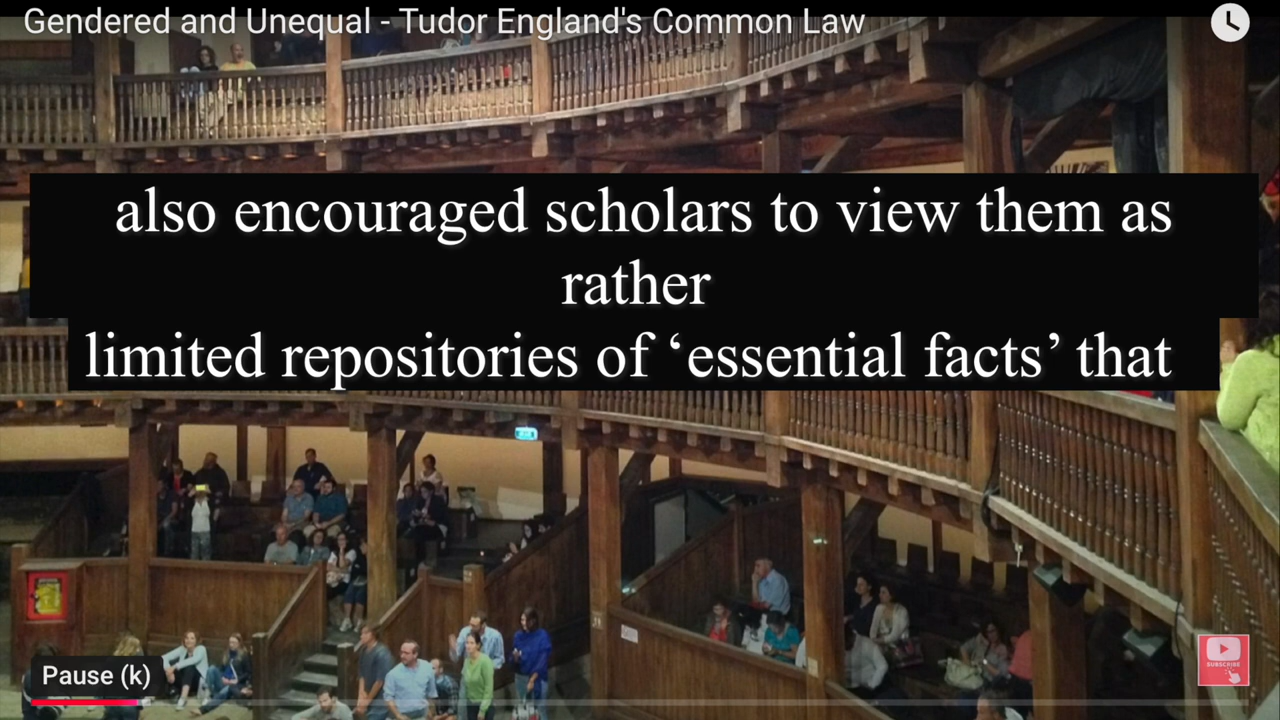 Gendered and Unequal - Tudor England's Common Law
also encouraged scholars to view them as
rather
limited repositories of ‘essential facts’ that
SUBSCRIBE
Pause (k)